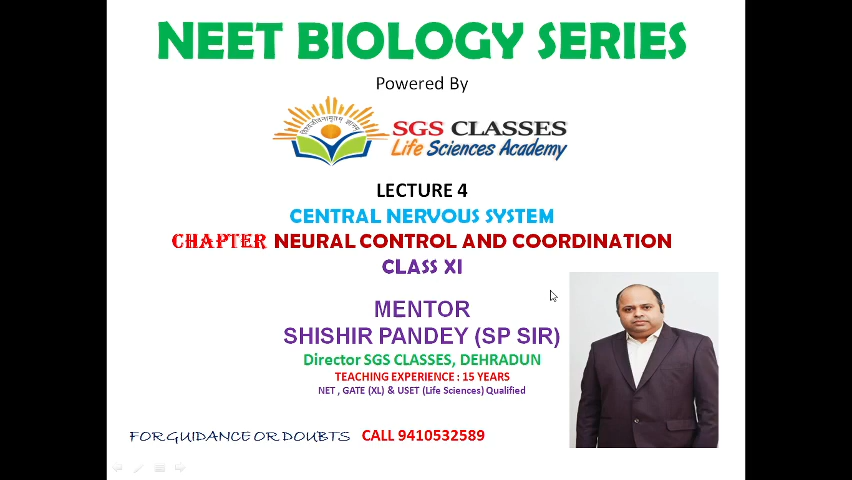 NEET BIOLOGY SERIES
Powered By
SGS CLASSES
Life Sciences Academy
LECTURE 4
CENTRAL NERVOUS SYSTEM
CHAPTER NEURAL CONTROL AND COORDINATION
CLASS XI
MENTOR
SHISHIR PANDEY (SP SIR)
Director SGS CLASSES, DEHRADUN
TEACHING EXPERIENCE : 15 YEARS
NET , GATE (XL) & USET (Life Sciences) Qualified
FOR GUIDANCE OR DOUBTS CALL 9410532589